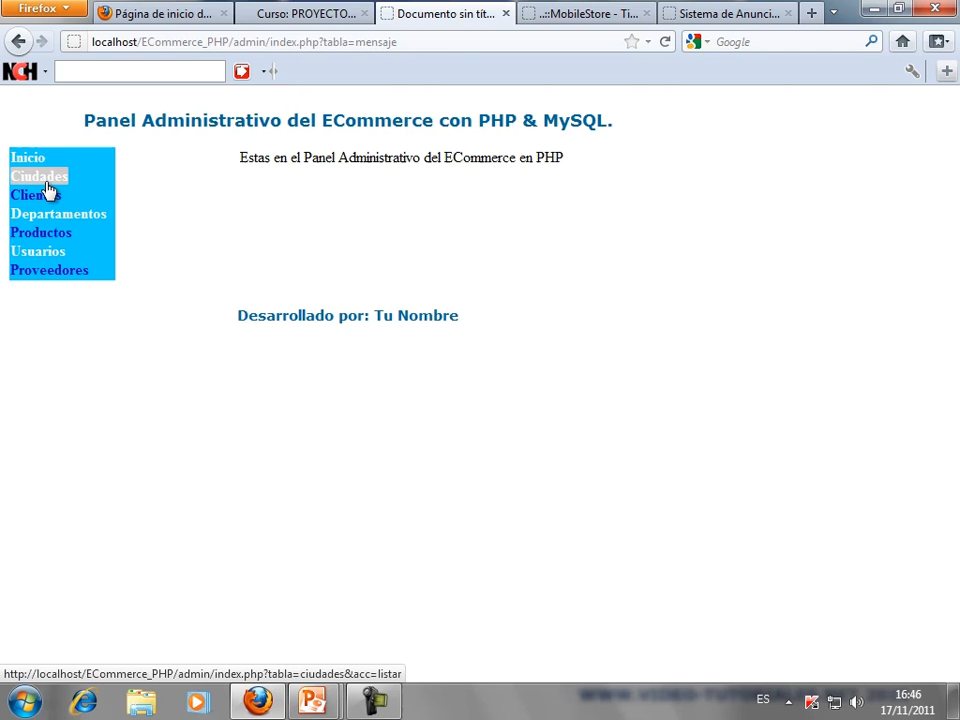 Firefox
Página de inicio d...
Curso: PROYECTO...
Documento sin tít...
..::MobileStore - Ti...
Sistema de Anunci...
localhost/ECommerce_PHP/admin/index.php?tabla=mensaje
Google
NCH
Panel Administrativo del ECommerce con PHP & MySQL.
Inicio
Estas en el Panel Administrativo del ECommerce en PHP
Ciudades
Departamentos
Productos
Usuarios
Proveedores
Desarrollado por: Tu Nombre
http://localhost/ECommerce_PHP/admin/index.php?tabla=ciudades&acc=listar
ES
16:46
17/11/2011